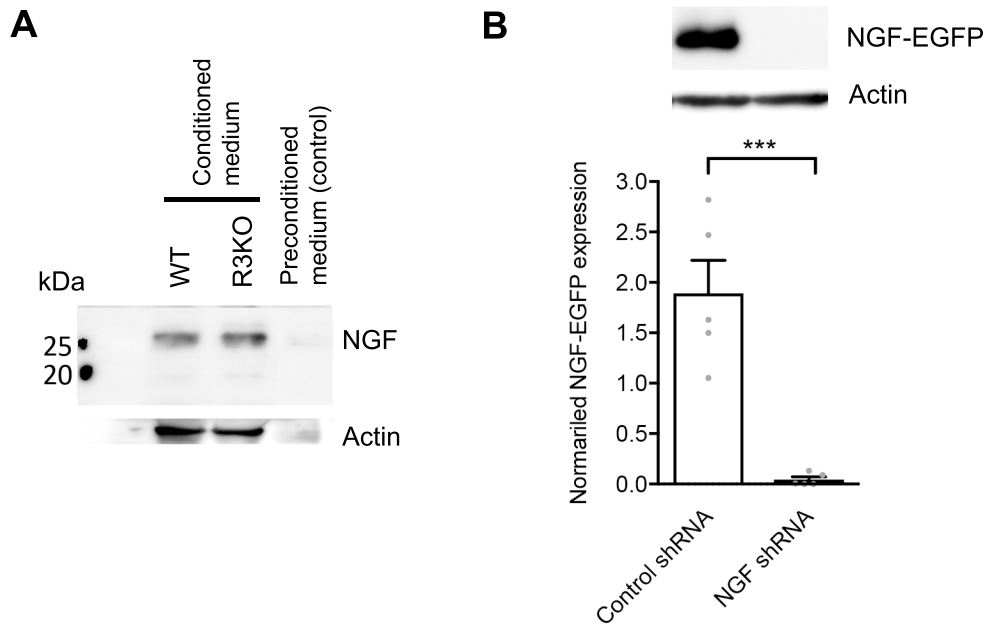 A
Conditioned
medium
WT
R3KO
Preconditioned
medium (control)
kDa
25
20
NGF
Actin
B
NGF-EGFP
Actin
***
Normariled NGF-EGFP expression
3.0
2.5
2.0
1.5
1.0
0.5
0.0
Control shRNA
NGF shRNA